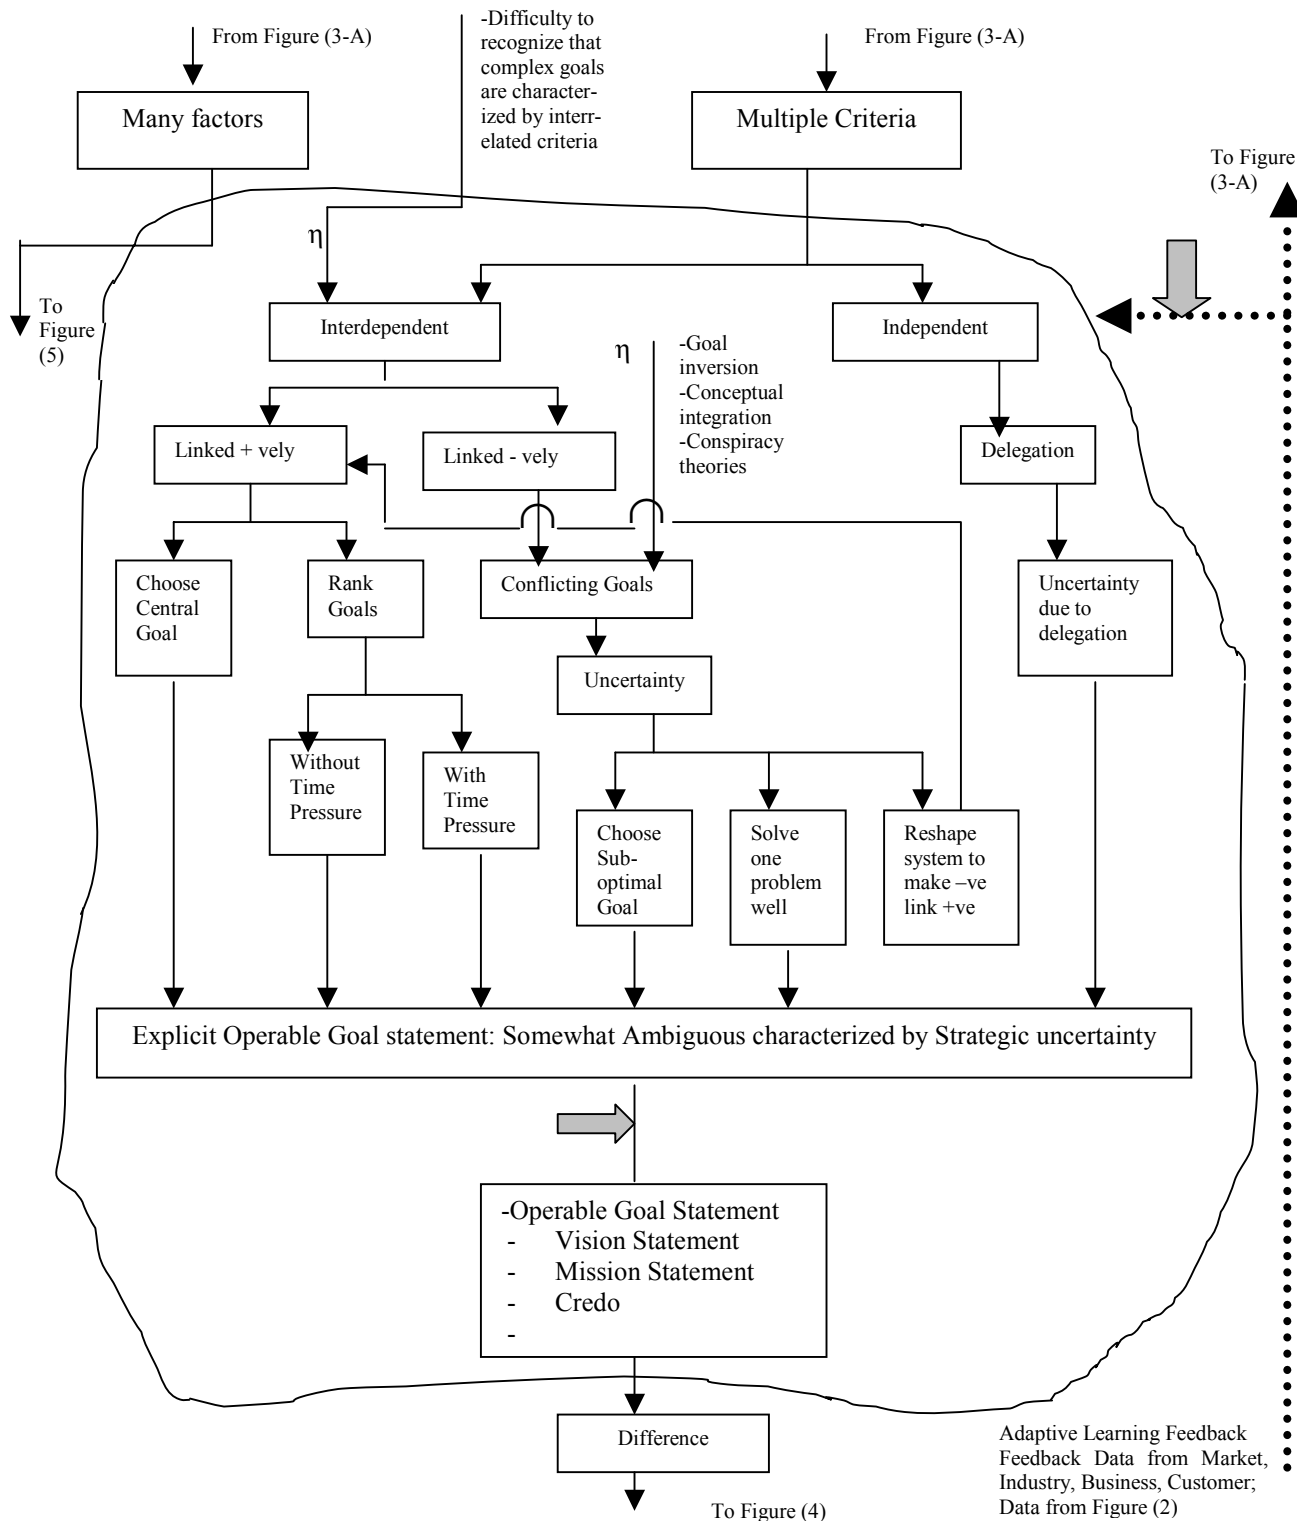 From Figure (3-A)
-Difficulty to
recognize that
complex goals
are character-
ized by interr-
elated criteria
From Figure (3-A)
Many factors
Multiple Criteria
To Figure
(3-A)
η
To
Figure
(5)
Interdependent
Independent
η
-Goal
inversion
-Conceptual
integration
-Conspiracy
theories
Linked + vely
Linked - vely
Delegation
Choose
Central
Goal
Rank
Goals
Conflicting Goals
Uncertainty
due to
delegation
Uncertainty
Without
Time
Pressure
With
Time
Pressure
Choose
Sub-
optimal
Goal
Solve
one
problem
well
Reshape
system to
make –ve
link +ve
Explicit Operable Goal statement: Somewhat Ambiguous characterized by Strategic uncertainty
-Operable Goal Statement
- Vision Statement
- Mission Statement
- Credo
-
Difference
Adaptive Learning Feedback
Feedback Data from Market,
Industry, Business, Customer;
Data from Figure (2)
To Figure (4)